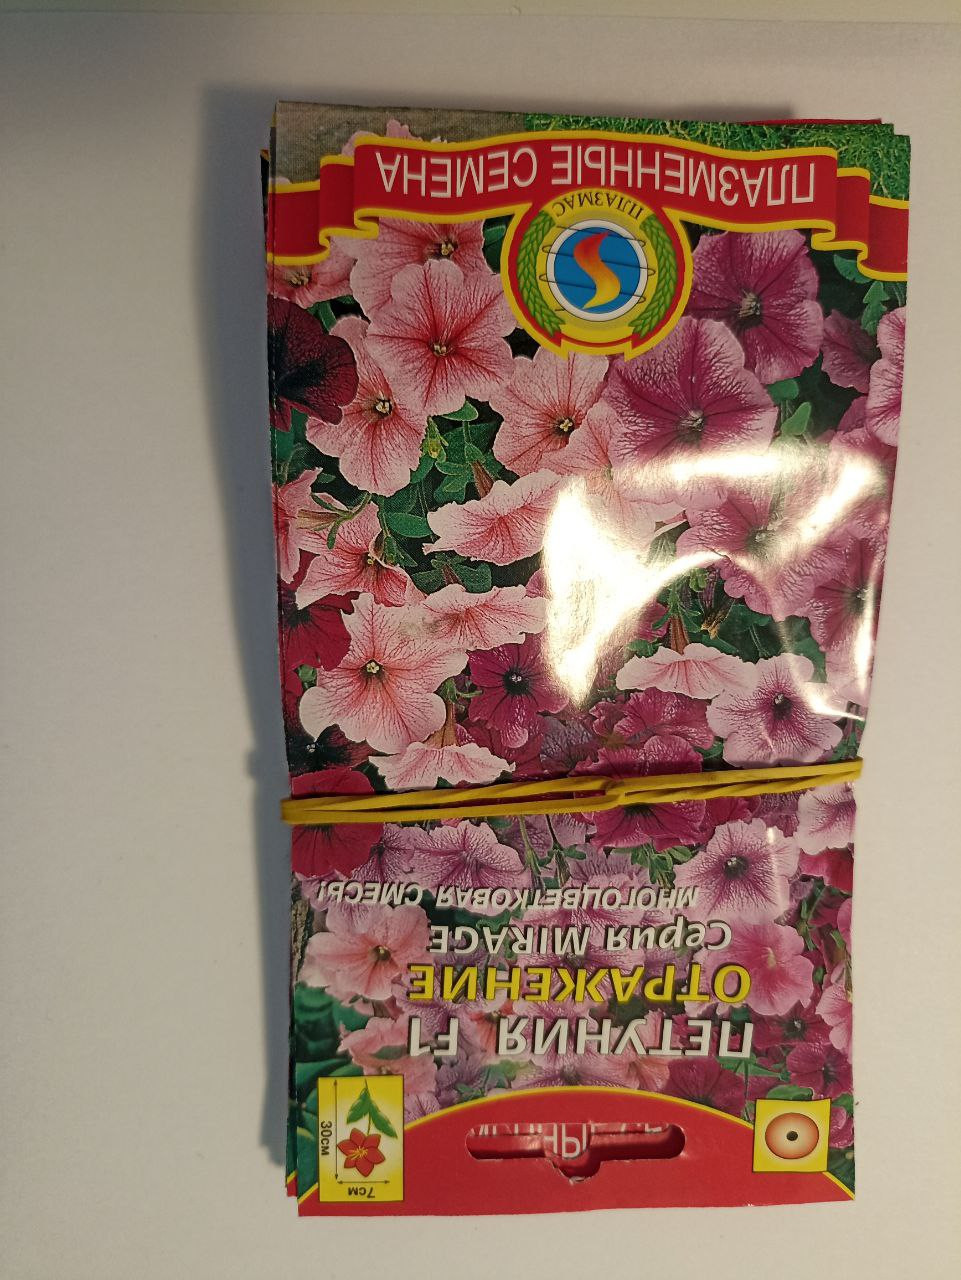 ПЕТУНИЯ F1
ОТРАЖЕНИЕ
Серия MIRAGE
МНОГОЦВЕТКОВАЯ СМЕСЬ!
30см
7см
ПЛАЗМАС
ПЛАЗМЕННЫЕ СЕМЕНА